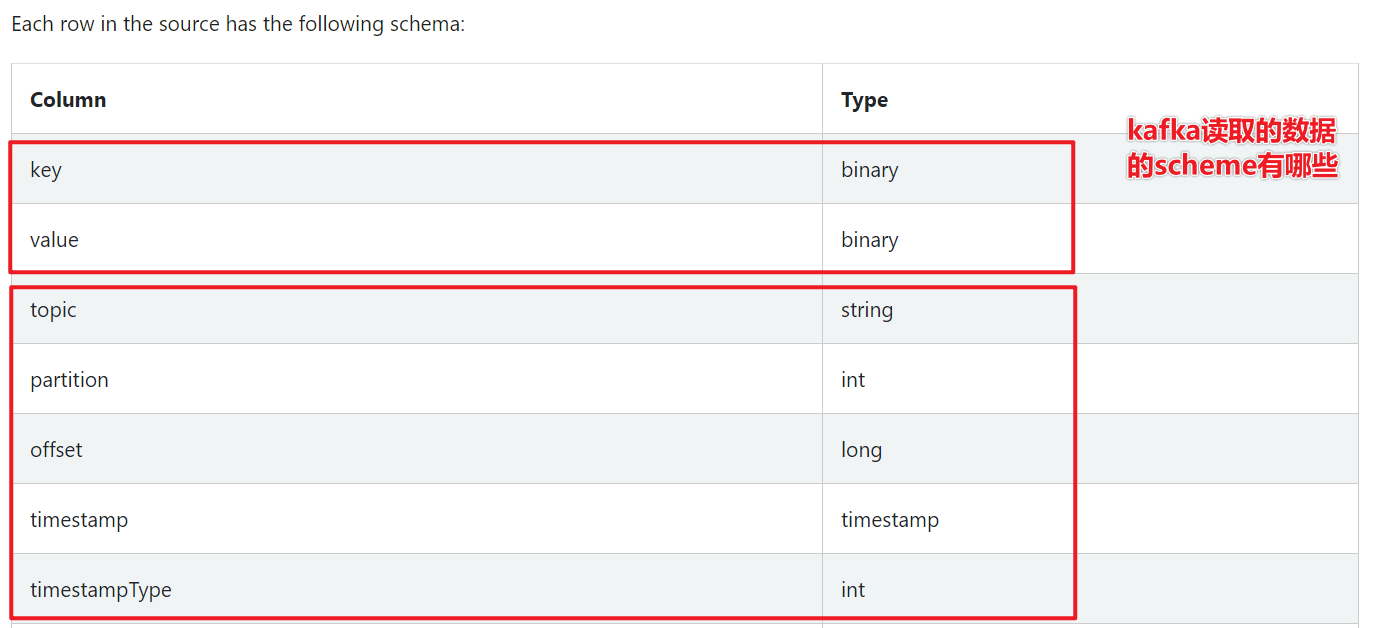 Each row in the source has the following schema:
Column Type
kafka读取的数据
的scheme有哪些
key binary
value binary
topic string
partition int
offset long
timestamp timestamp
timestampType int